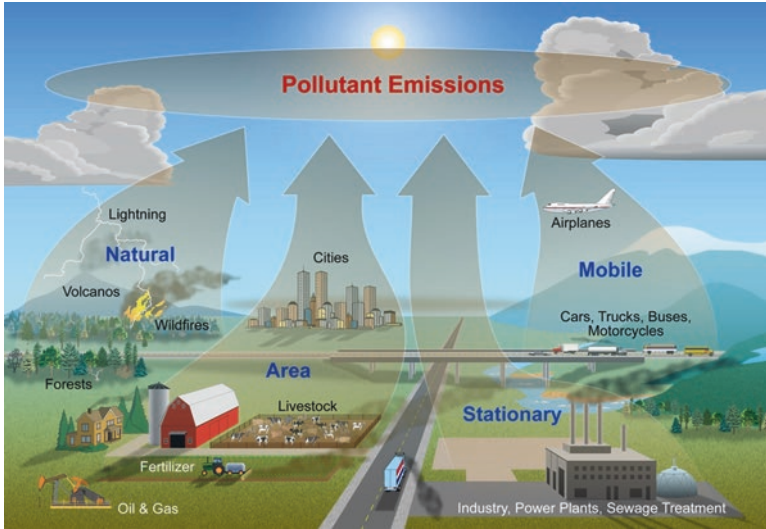 Pollutant Emissions
Lightning
Natural
Volcanos
Wildfires
Forests
Cities
Airplanes
Mobile
Cars, Trucks, Buses,
Motorcycles
Area
Livestock
Stationary
Fertilizer
Oil & Gas
Industry, Power Plants, Sewage Treatment